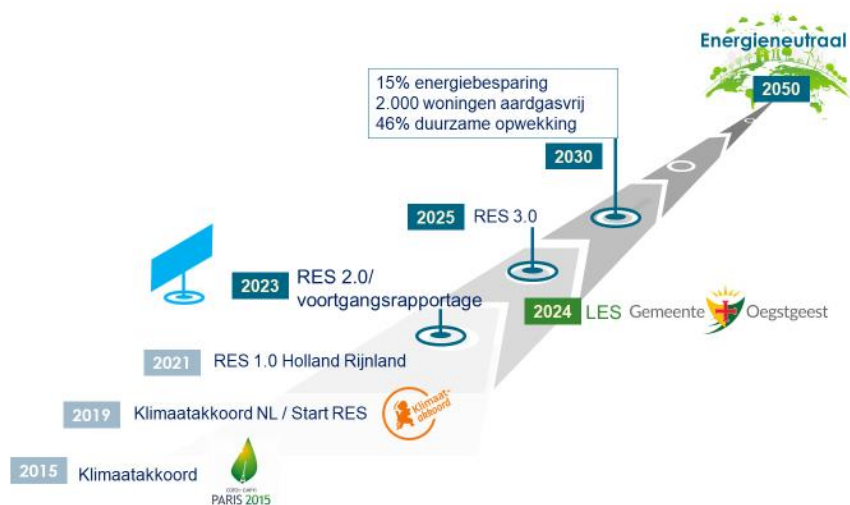 Energieneutraal
2050
15% energiebesparing
2.000 woningen aardgasvrij
46% duurzame opwekking
2030
2025 RES 3.0
2023 RES 2.0/
voortgangsrapportage
2024 LES Gemeente Oegstgeest
2021 RES 1.0 Holland Rijnland
2019 Klimaatakkoord NL / Start RES
Klimaat-
akkoord
2015 Klimaatakkoord
PARIS 2015